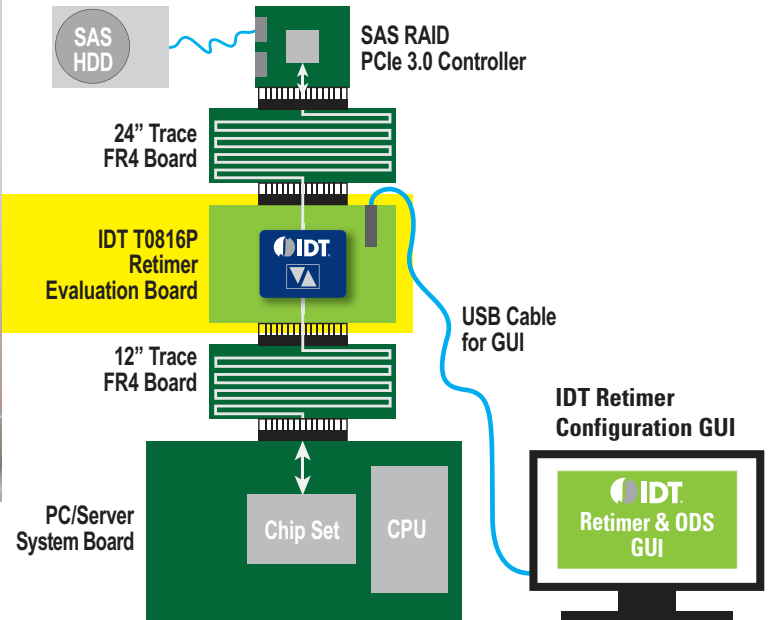 SAS
HDD
SAS RAID
PCIe 3.0 Controller
24” Trace
FR4 Board
IDT T0816P
Retimer
Evaluation Board
IDT
USB Cable
for GUI
12” Trace
FR4 Board
IDT Retimer
Configuration GUI
PC/Server
System Board
Chip Set
CPU
IDT
Retimer & ODS
GUI